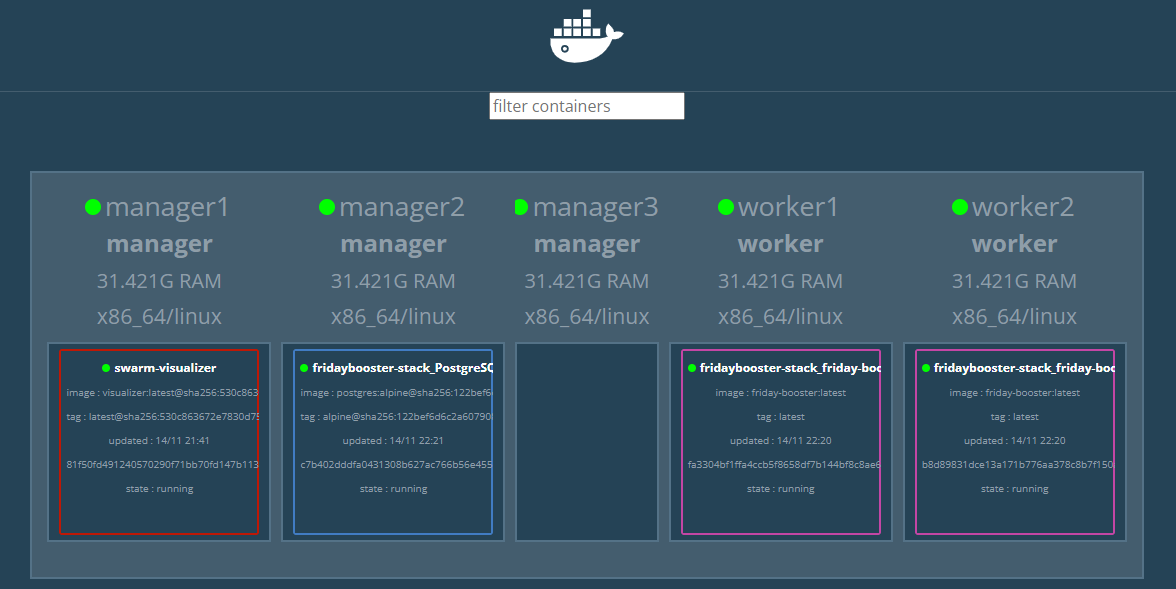 filter containers
manager1
manager
31.421G RAM
x86_64/linux
swarm-visualizer
image : visualizer:latest@sha256:530c863
tag : latest@sha256:530c863672e7830d75
updated : 14/11 21:41
81f50fd491240570290f71bb70fd147b113
state : running
manager2
manager
31.421G RAM
x86_64/linux
fridaybooster-stack_PostgreSQ
image : postgres:alpine@sha256:122bef6
tag : alpine@sha256:122bef6d6c2a60790
updated : 14/11 22:21
c7b402dddfa0431308b627ac766b56e455
state : running
manager3
manager
31.421G RAM
x86_64/linux
worker1
worker
31.421G RAM
x86_64/linux
fridaybooster-stack_friday-boo
image : friday-booster:latest
tag : latest
updated : 14/11 22:20
fa3304bf1ffa4ccb5f8658df7b144bf8c8ae6
state : running
worker2
worker
31.421G RAM
x86_64/linux
fridaybooster-stack_friday-boo
image : friday-booster:latest
tag : latest
updated : 14/11 22:20
b8d89831dce13a171b776aa378c8b7f150
state : running